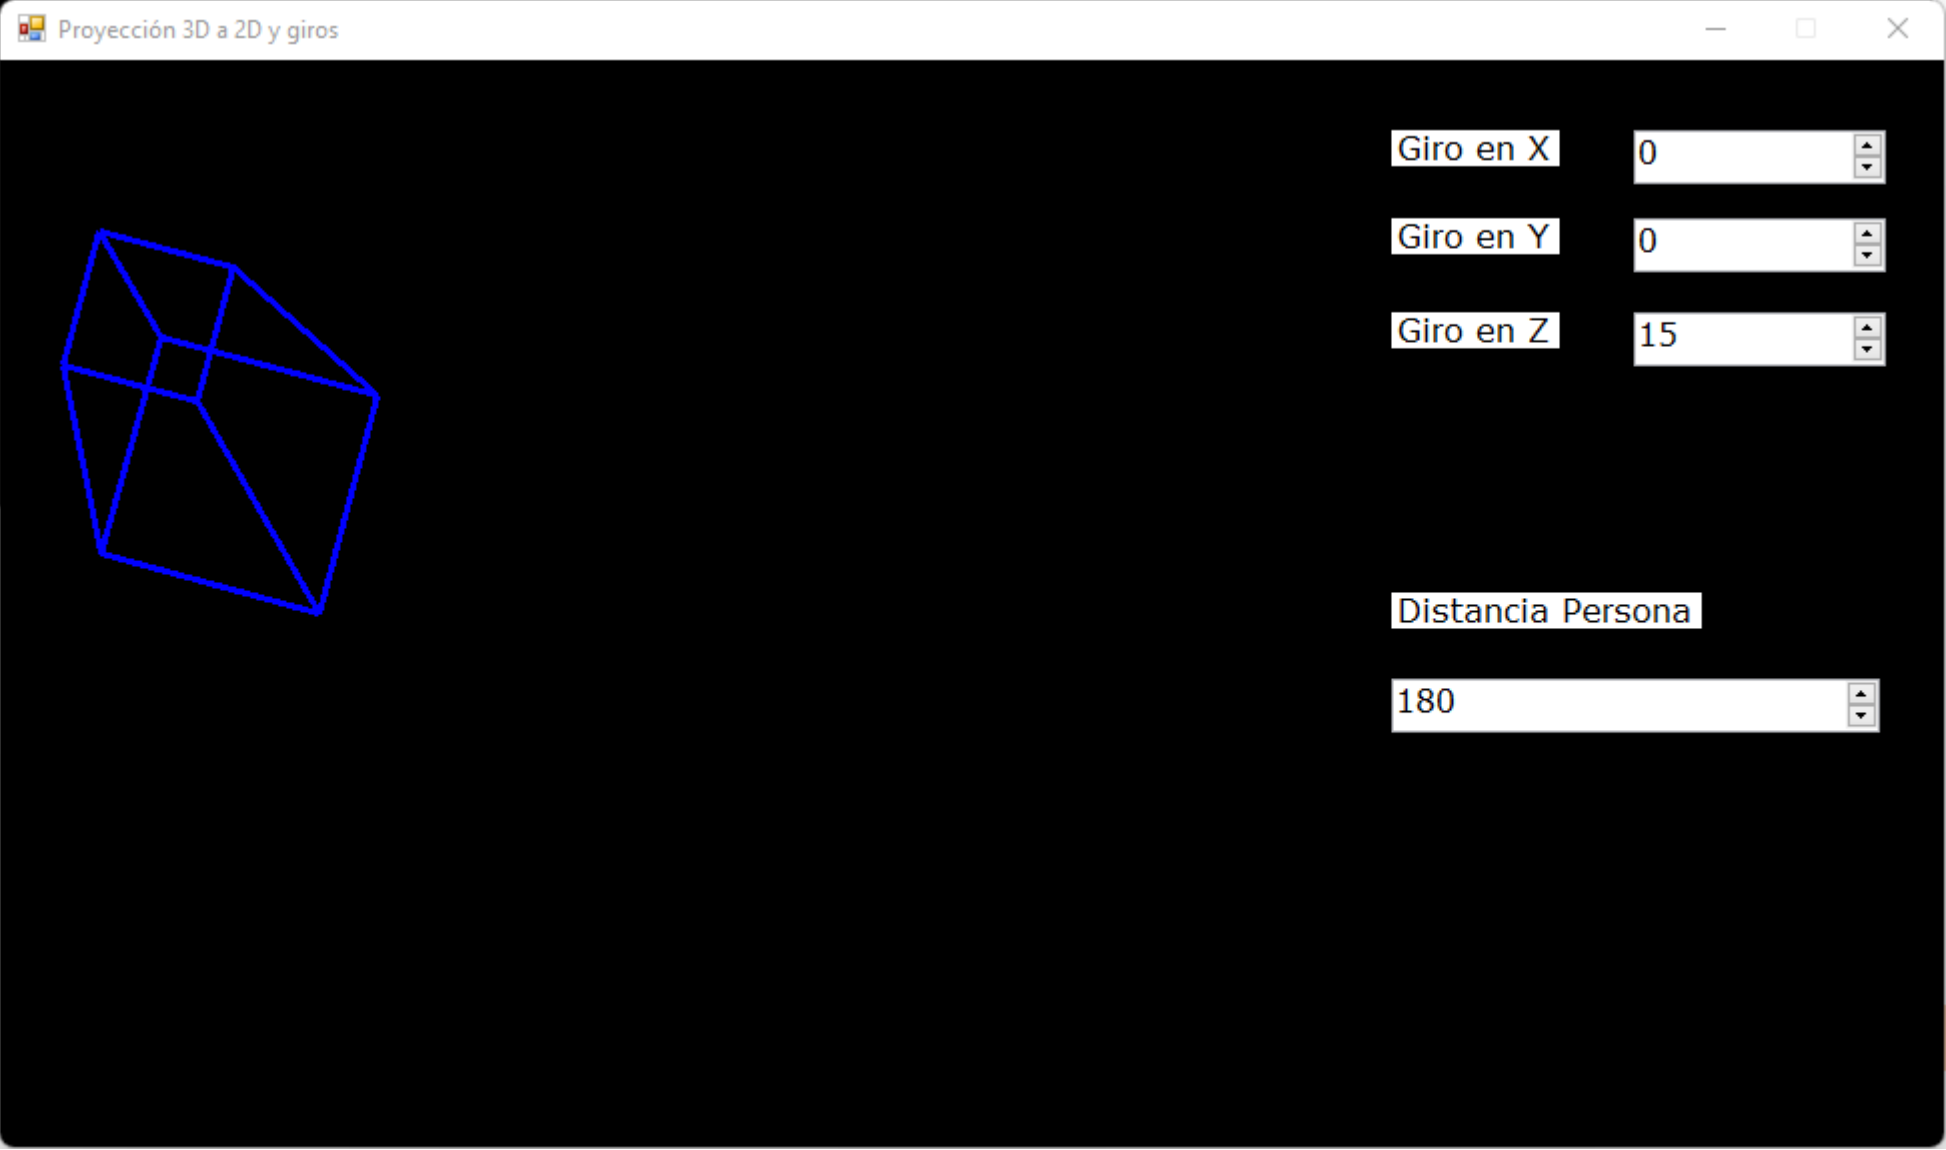 Proyección 3D a 2D y giros
Giro en X 0
Giro en Y 0
Giro en Z 15
Distancia Persona
180